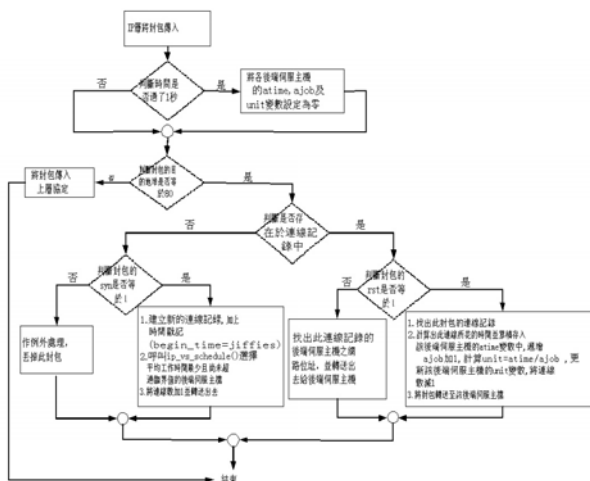 IP層將封包傳入
判斷時間是
否過了1秒
否
是
將各後端伺服主機
的atime,ajob及
unit變數設定為零
將封包傳入
上層協定
判斷封包的目
的地埠是否等
於80
是
判斷是否存
在於連線記
錄中
否
是
判斷封包的
syn是否等
於1
否
是
判斷封包的
rst是否等
於1
否
是
作例外處理,
丟掉此封包
1.建立新的連線記錄,加上
時間戳記
(begin_time=jiffies)
2.呼叫ip_vs_schedule()選擇
平均工作時間最少且尚未超
過臨界值的後端伺服主機
3.將連線數加1並轉送出去
找出此連線記錄的
後端伺服主機之網
路位址, 並轉送出
去給後端伺服主機
1.找出此封包的連線記錄
2.計算出此連線所花的時間並累積存入
該後端伺服主機的atime變數中,遞增
ajob加1,計算unit=atime/ajob,更
新該後端伺服主機的unit變數,將連線
數減1
3.將封包轉送至該後端伺服主機
結束